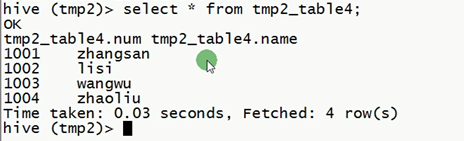 hive (tmp2)> select * from tmp2_table4;
OK
tmp2_table4.num tmp2_table4.name
1001    zhangsan
1002    lisi
1003    wangwu
1004    zhaoliu
Time taken: 0.03 seconds, Fetched: 4 row(s)
hive (tmp2)>